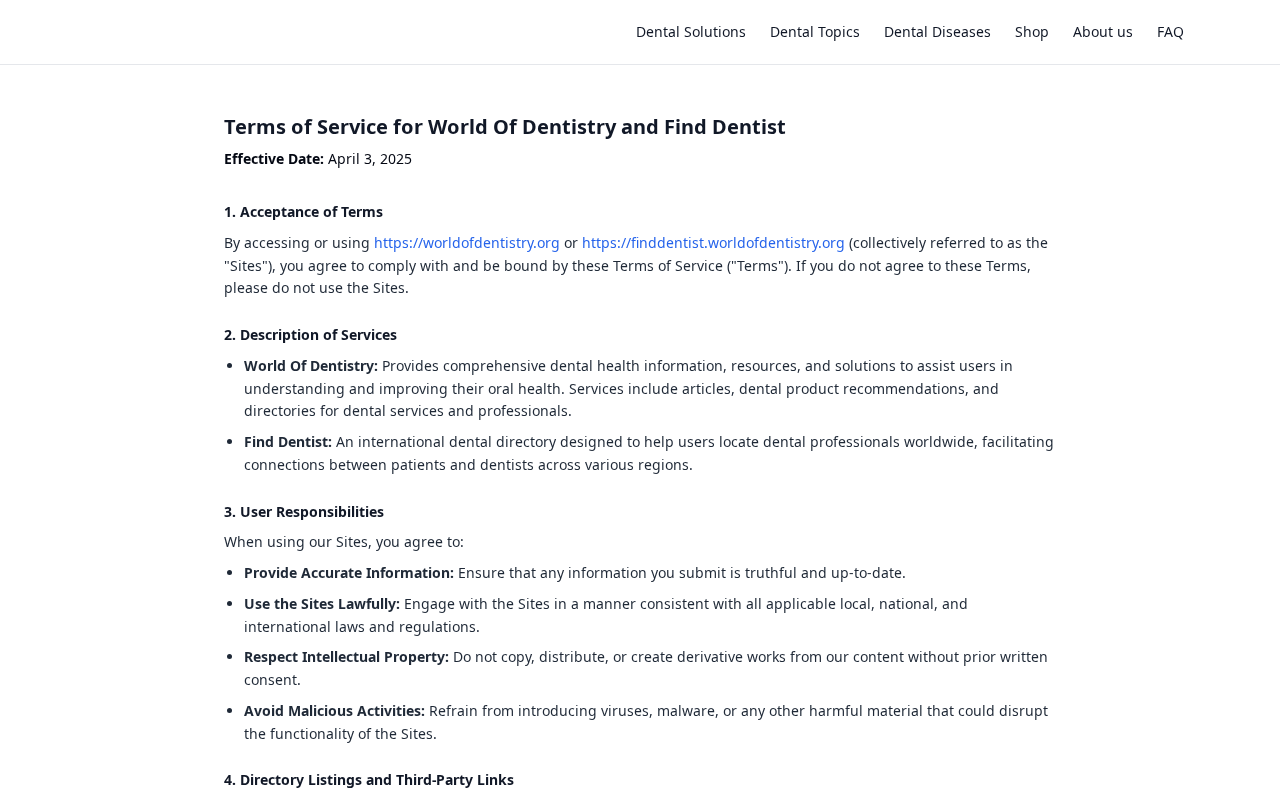 Dental Solutions Dental Topics Dental Diseases Shop About us FAQ
Terms of Service for World Of Dentistry and Find Dentist
Effective Date: April 3, 2025
1. Acceptance of Terms
By accessing or using https://worldofdentistry.org or https://finddentist.worldofdentistry.org (collectively referred to as the
"Sites"), you agree to comply with and be bound by these Terms of Service ("Terms"). If you do not agree to these Terms,
please do not use the Sites.
2. Description of Services
• World Of Dentistry: Provides comprehensive dental health information, resources, and solutions to assist users in
understanding and improving their oral health. Services include articles, dental product recommendations, and
directories for dental services and professionals.
• Find Dentist: An international dental directory designed to help users locate dental professionals worldwide, facilitating
connections between patients and dentists across various regions.
3. User Responsibilities
When using our Sites, you agree to:
• Provide Accurate Information: Ensure that any information you submit is truthful and up-to-date.
• Use the Sites Lawfully: Engage with the Sites in a manner consistent with all applicable local, national, and
international laws and regulations.
• Respect Intellectual Property: Do not copy, distribute, or create derivative works from our content without prior written
consent.
• Avoid Malicious Activities: Refrain from introducing viruses, malware, or any other harmful material that could disrupt
the functionality of the Sites.
4. Directory Listings and Third-Party Links